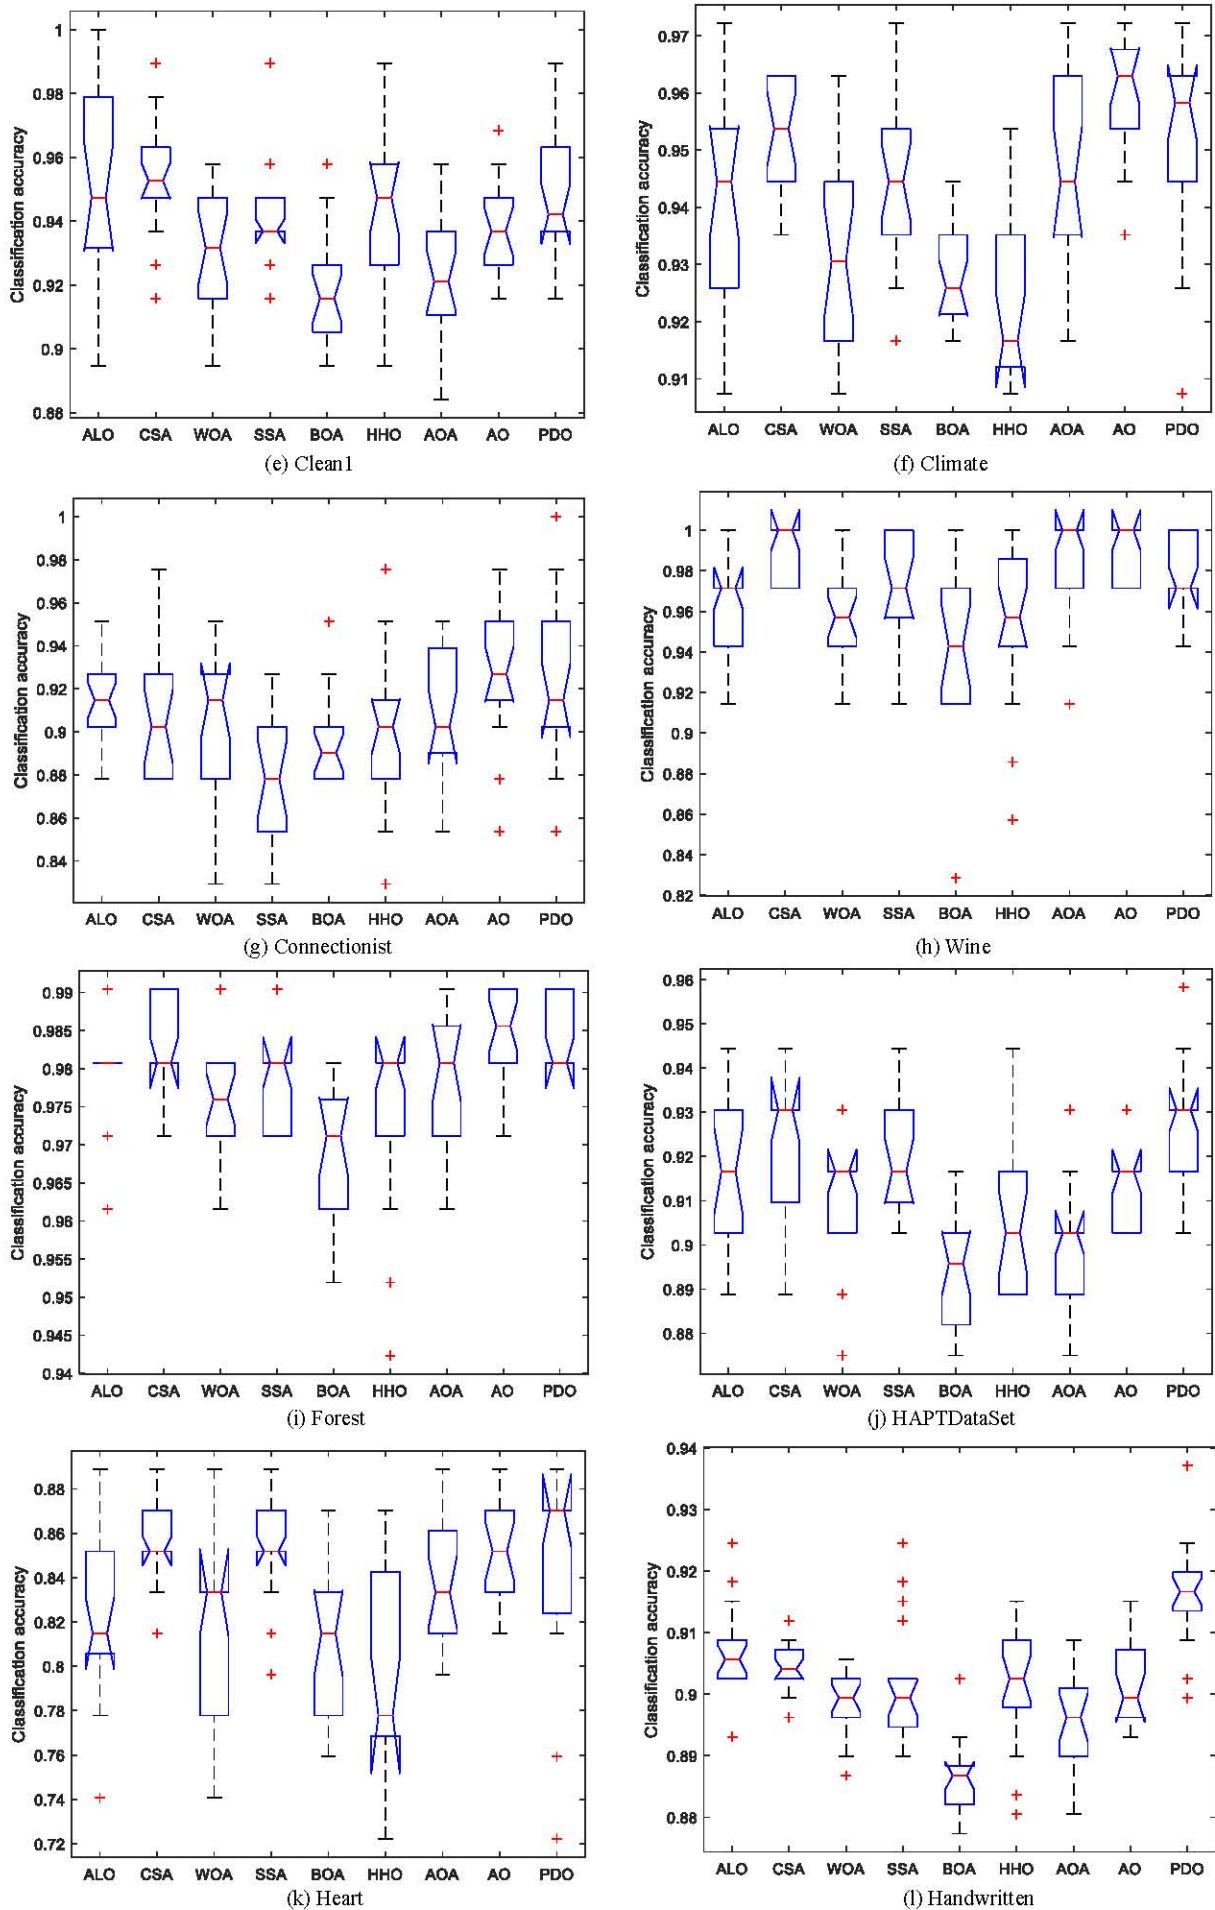 1
0.98
0.96
0.94
0.92
0.9
0.88
Classification accuracy
ALO CSA WOA SSA BOA HHO AOA AO PDO
(e) Clean1
0.97
0.96
0.95
0.94
0.93
0.92
0.91
Classification accuracy
ALO CSA WOA SSA BOA HHO AOA AO PDO
(f) Climate
1
0.98
0.96
0.94
0.92
0.9
0.88
0.86
0.84
Classification accuracy
ALO CSA WOA SSA BOA HHO AOA AO PDO
(g) Connectionist
1
0.98
0.96
0.94
0.92
0.9
0.88
0.86
0.84
0.82
Classification accuracy
ALO CSA WOA SSA BOA HHO AOA AO PDO
(h) Wine
0.99
0.985
0.98
0.975
0.97
0.965
0.96
0.955
0.95
0.945
0.94
Classification accuracy
ALO CSA WOA SSA BOA HHO AOA AO PDO
(i) Forest
0.96
0.95
0.94
0.93
0.92
0.91
0.9
0.89
0.88
Classification accuracy
ALO CSA WOA SSA BOA HHO AOA AO PDO
(j) HAPTDataSet
0.88
0.86
0.84
0.82
0.8
0.78
0.76
0.74
0.72
Classification accuracy
ALO CSA WOA SSA BOA HHO AOA AO PDO
(k) Heart
0.94
0.93
0.92
0.91
0.9
0.89
0.88
Classification accuracy
ALO CSA WOA SSA BOA HHO AOA AO PDO
(l) Handwritten